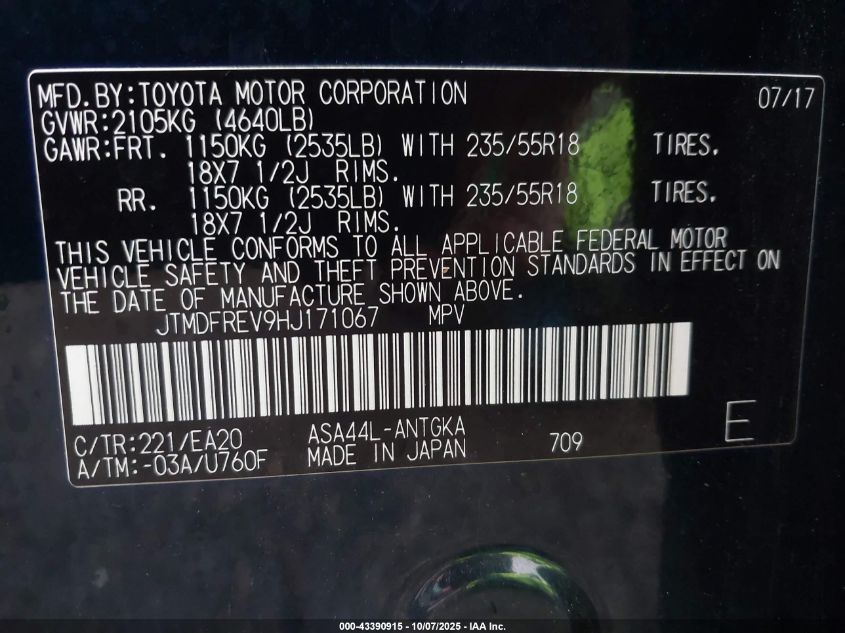 MFD.BY:TOYOTA MOTOR CORPORATION 07/17
GVWR:2105KG (4640LB)
GAWR:FRT. 1150KG (2535LB) WITH 235/55R18 TIRES.
18X7 1/2J RIMS.
RR. 1150KG (2535LB) WITH 235/55R18 TIRES.
18X7 1/2J RIMS.
THIS VEHICLE CONFORMS TO ALL APPLICABLE FEDERAL MOTOR
VEHICLE SAFETY AND THEFT PREVENTION STANDARDS IN EFFECT ON
THE DATE OF MANUFACTURE SHOWN ABOVE.
JTMDFREV9HJ171067 MPV
C/TR:221/EA20 ASA44L-ANTGKA
A/TM:-03A/U760F MADE IN JAPAN 709 E
000-43390915 - 10/07/2025 - IAA Inc.